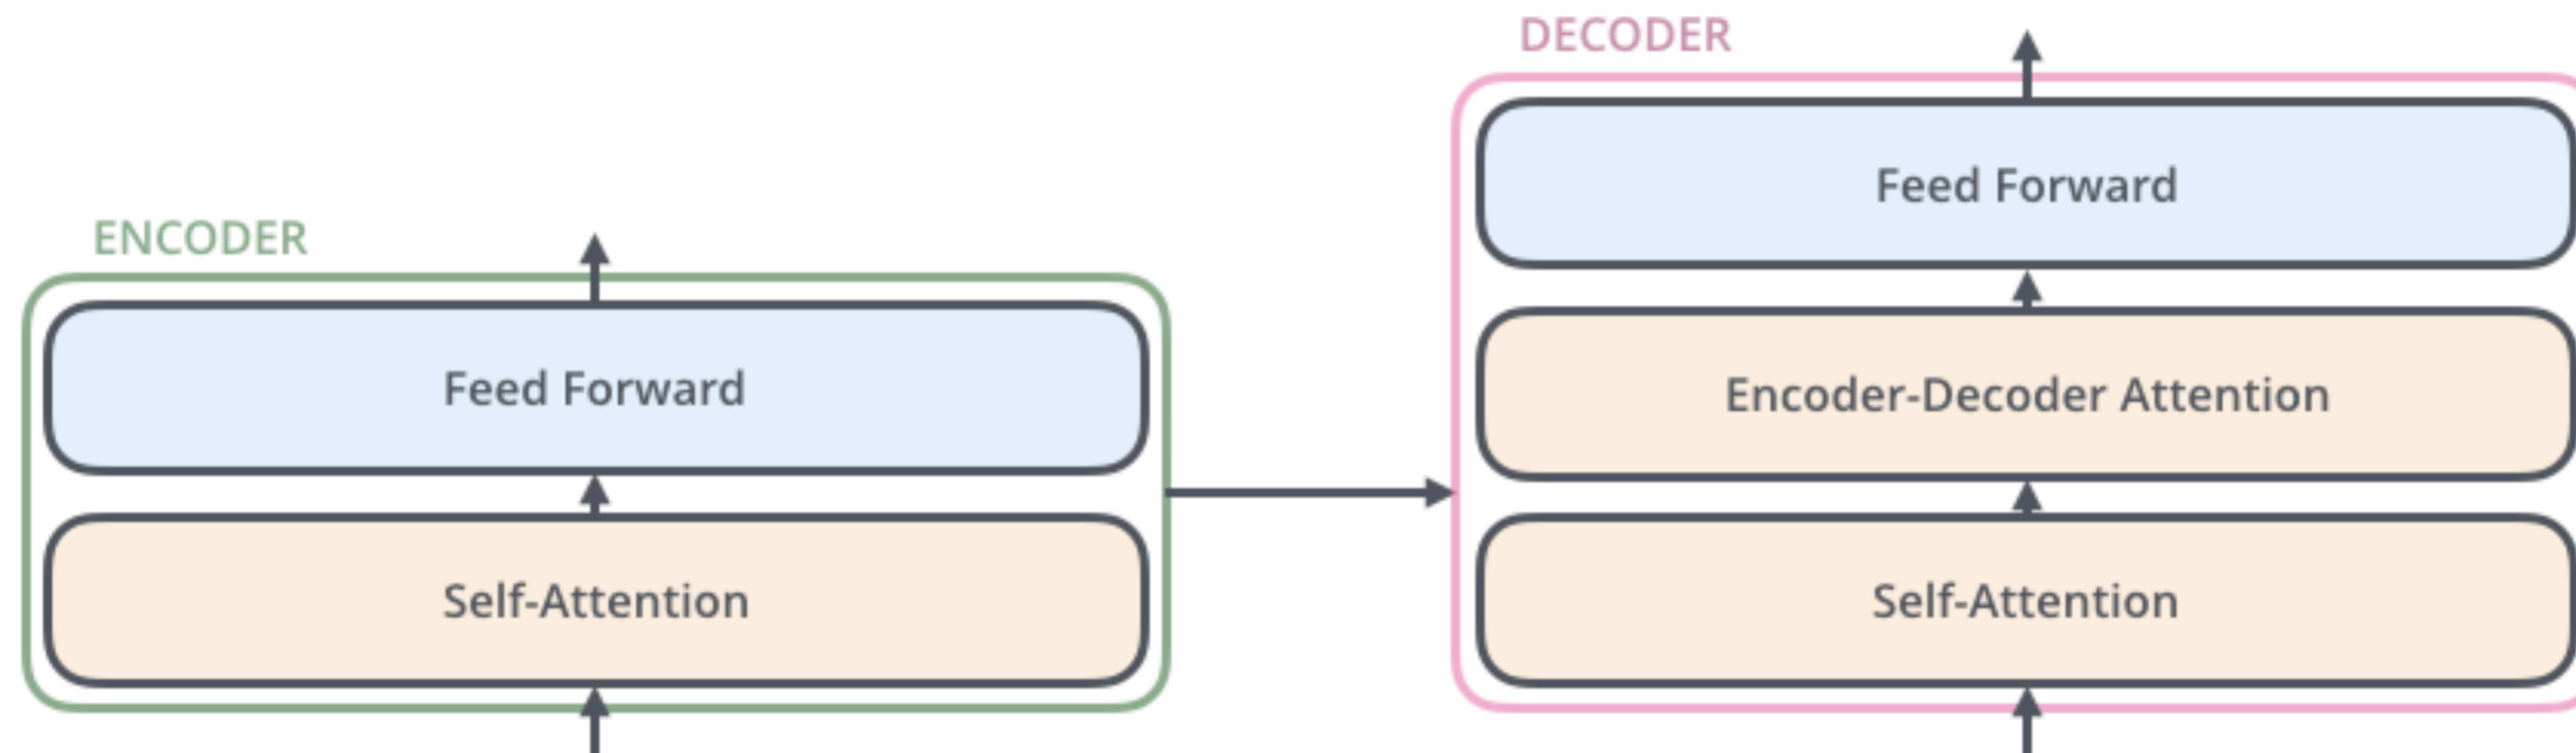 ENCODER
Feed Forward
Self-Attention
DECODER
Feed Forward
Encoder-Decoder Attention
Self-Attention